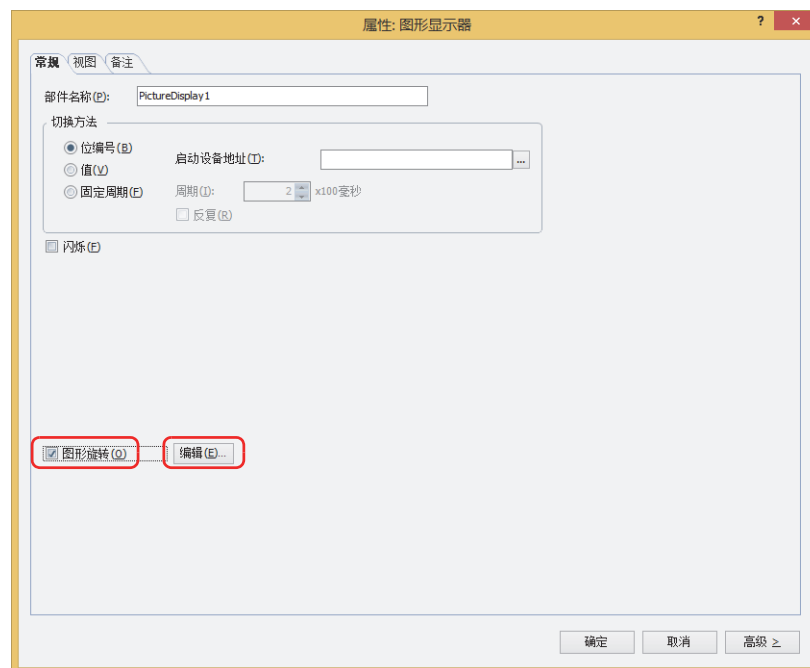 属性: 图形显示器
?
×
常规 视图 备注
部件名称(P): PictureDisplay1
切换方法
位编号(B)
启动设备地址(T): ...
值(V)
固定周期(F) 周期(I): 2 x100毫秒
反复(R)
闪烁(F)
图形旋转(O) 编辑(E)...
确定 取消 高级 ≥